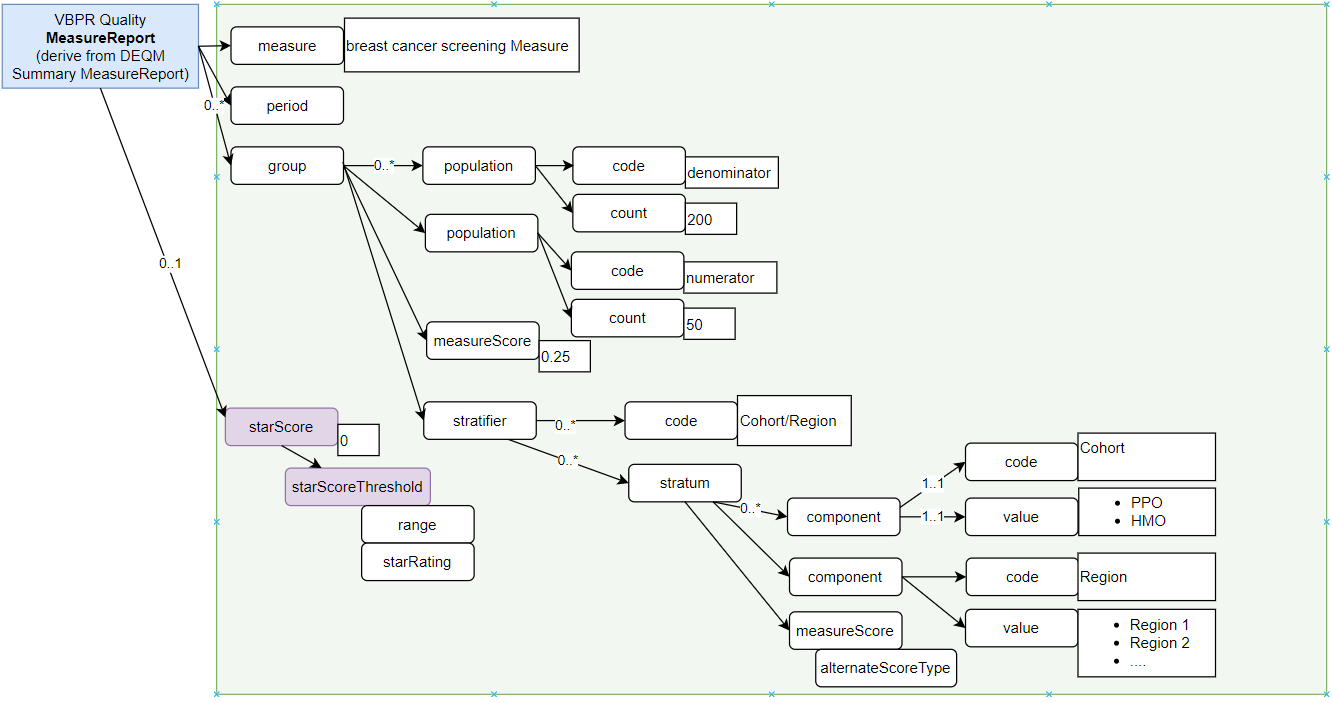 VBPR Quality
MeasureReport
(derive from DEQM
Summary MeasureReport)
measure
breast cancer screening Measure
0..*
period
group
0..*
population
code
denominator
count
200
population
code
numerator
count
50
measureScore
0.25
0..1
starScore
0
starScoreThreshold
range
starRating
stratifier
0..*
code
Cohort/Region
0..*
stratum
0..*
component
1..1
code
Cohort
1..1
value
• PPO
• HMO
component
code
Region
value
• Region 1
• Region 2
• ....
measureScore
alternateScoreType